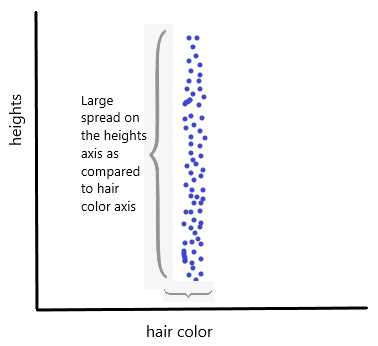 heights
Large
spread on
the heights
axis as
compared
to hair
color axis
hair color